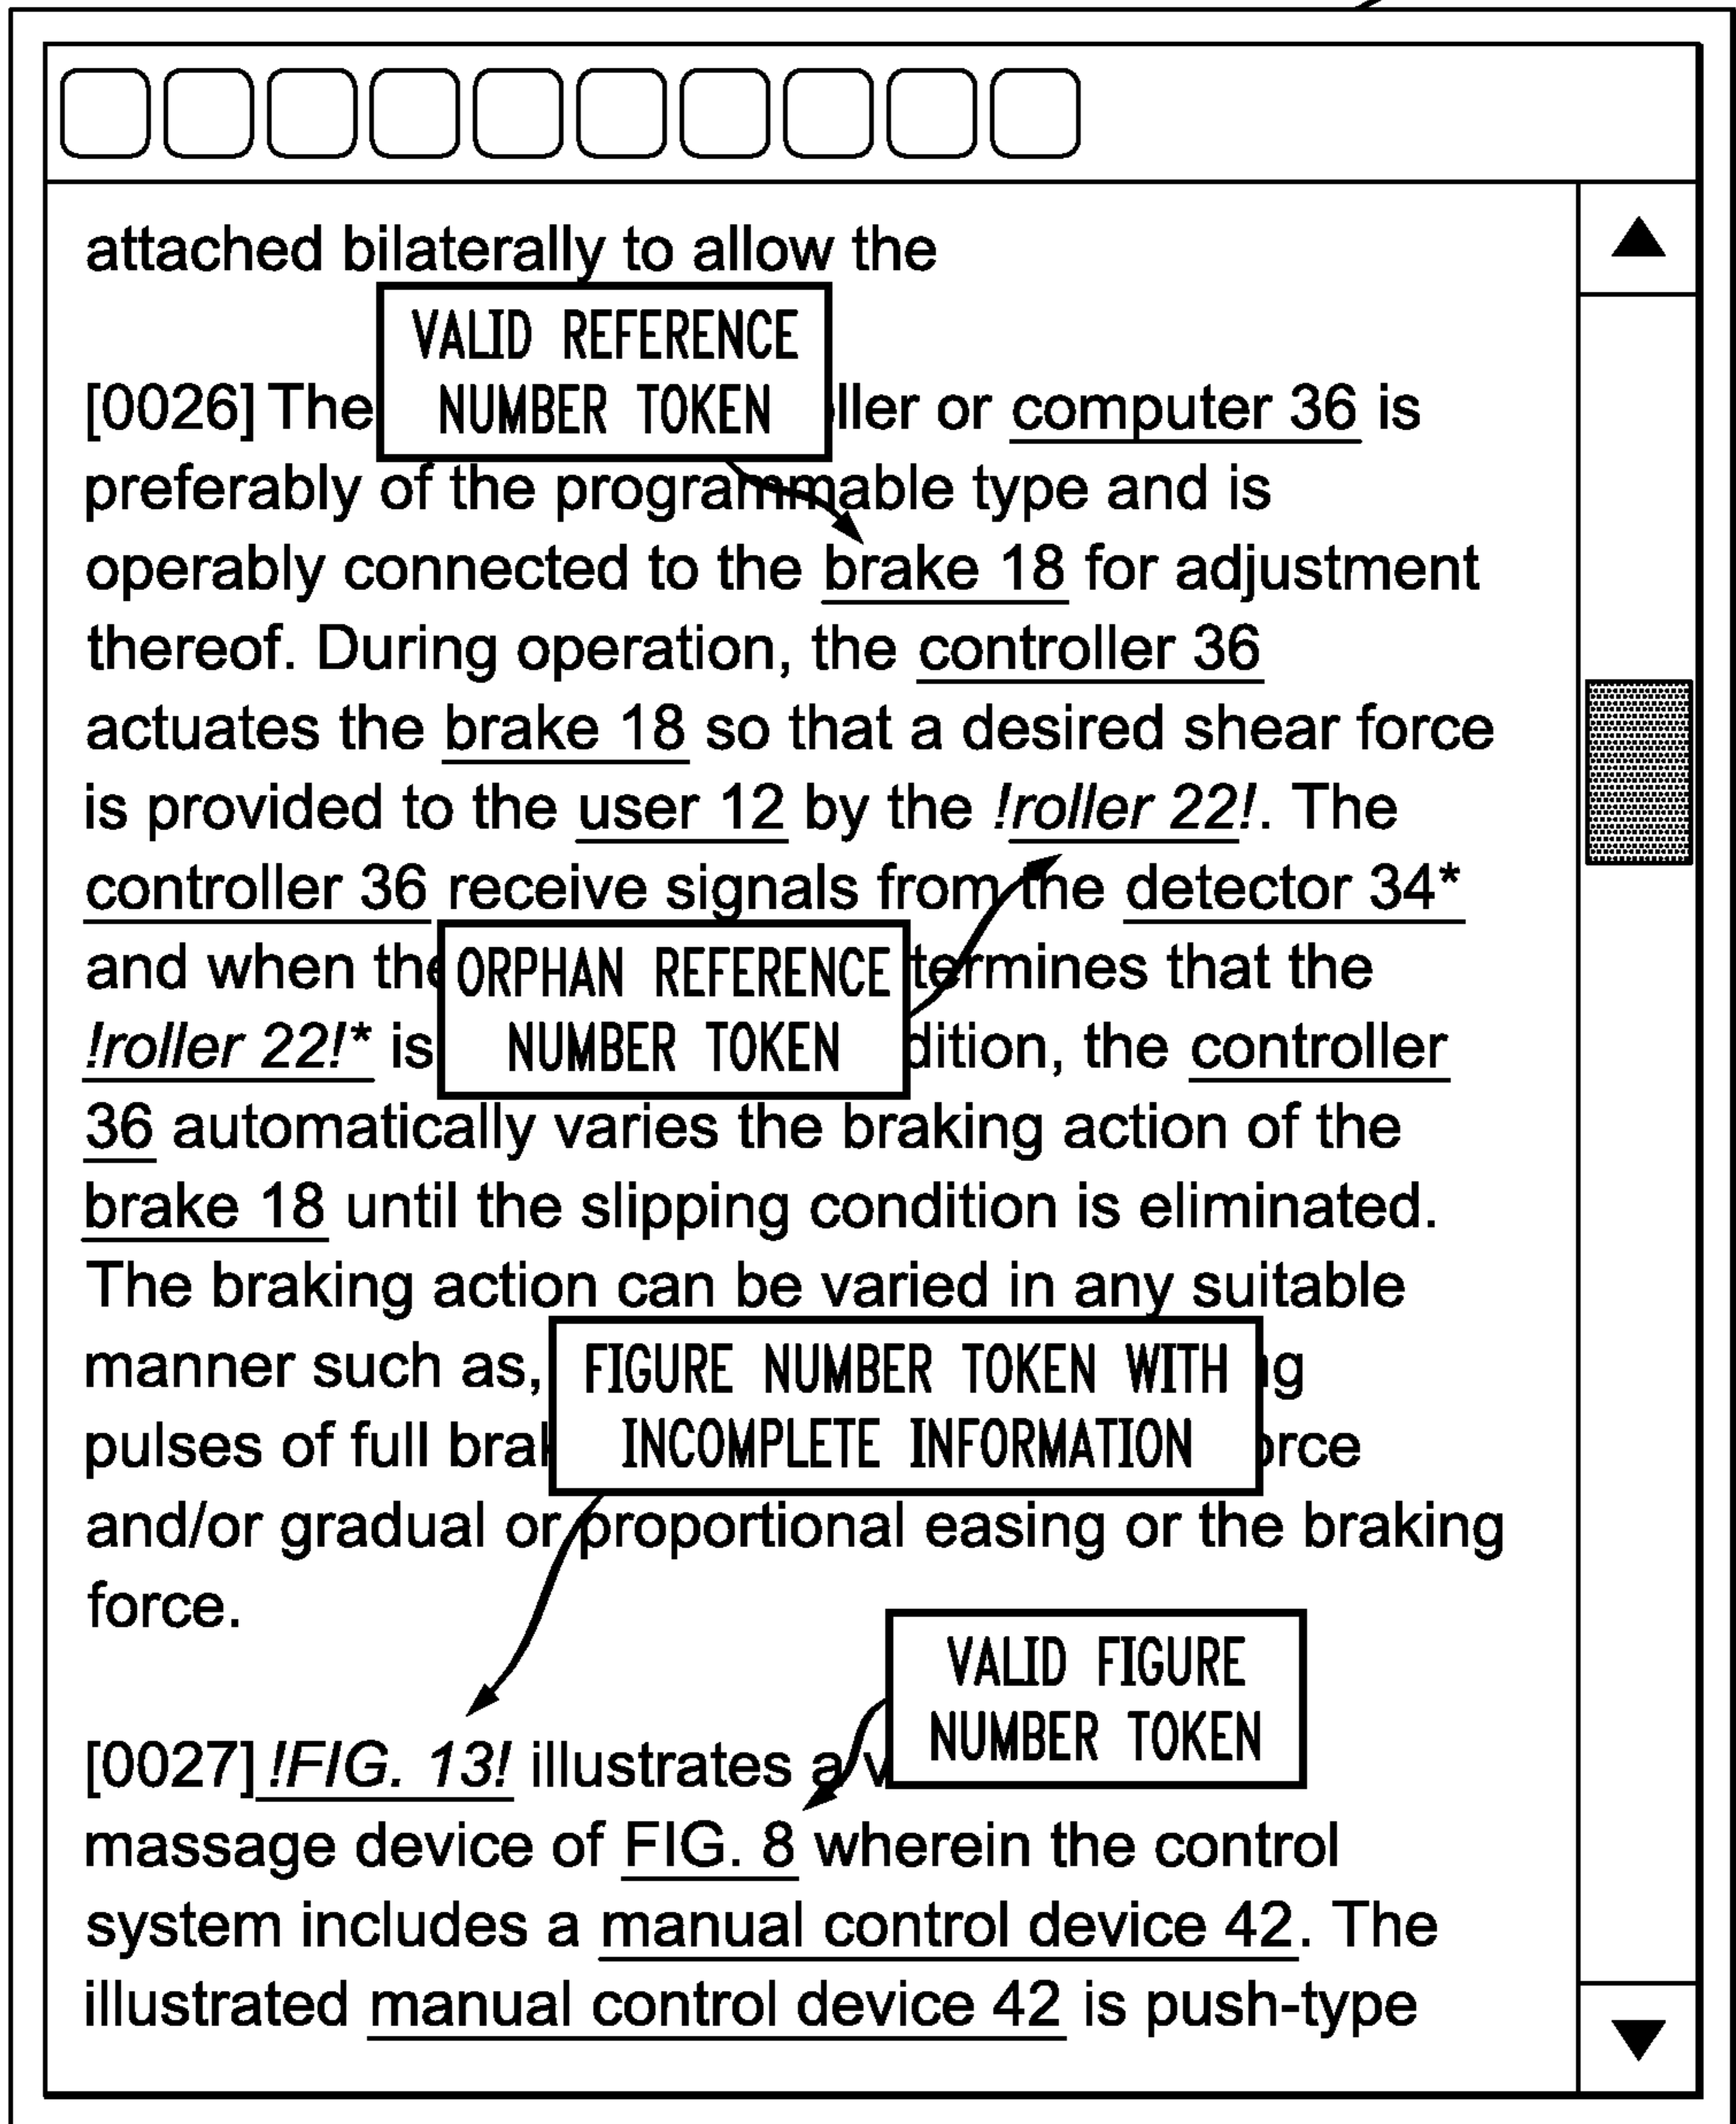 attached bilaterally to allow the
VALID REFERENCE
NUMBER TOKEN
[0026] The ller or computer 36 is
preferably of the programmable type and is
operably connected to the brake 18 for adjustment
thereof. During operation, the controller 36
actuates the brake 18 so that a desired shear force
is provided to the user 12 by the !roller 22!. The
controller 36 receive signals from the detector 34*
and when the termines that the
ORPHAN REFERENCE
NUMBER TOKEN
!roller 22!* is dition, the controller
36 automatically varies the braking action of the
brake 18 until the slipping condition is eliminated.
The braking action can be varied in any suitable
manner such as, g
FIGURE NUMBER TOKEN WITH
INCOMPLETE INFORMATION
pulses of full bra rce
and/or gradual or proportional easing or the braking
force.
VALID FIGURE
NUMBER TOKEN
[0027] !FIG. 13! illustrates a v
massage device of FIG. 8 wherein the control
system includes a manual control device 42. The
illustrated manual control device 42 is push-type